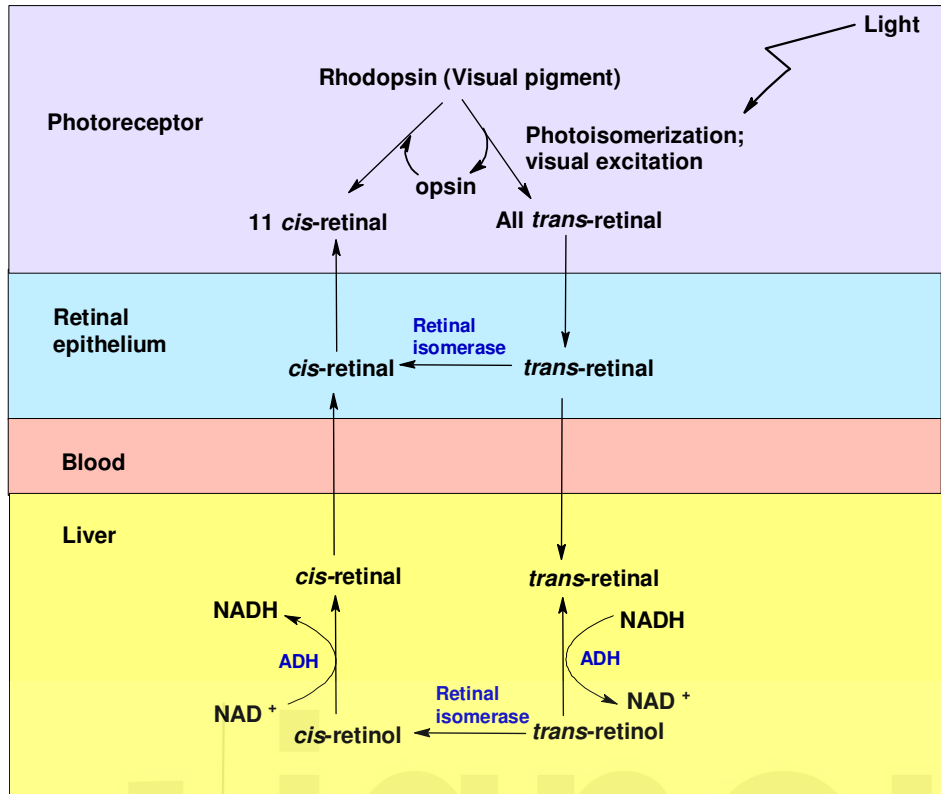 Light
Rhodopsin (Visual pigment)
Photoreceptor
Photoisomerization;
visual excitation
opsin
11 cis-retinal
All trans-retinal
Retinal
epithelium
Retinal
isomerase
cis-retinal
trans-retinal
Blood
Liver
cis-retinal
trans-retinal
NADH
NADH
ADH
ADH
NAD +
NAD +
Retinal
isomerase
cis-retinol
trans-retinol